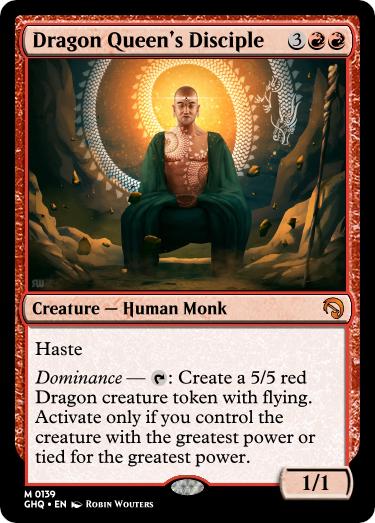 Dragon Queen's Disciple 3
Creature — Human Monk
Haste
Dominance — : Create a 5/5 red
Dragon creature token with flying.
Activate only if you control the
creature with the greatest power or
tied for the greatest power.
1/1
M 0139
GHQ • EN Robin Wouters
RW